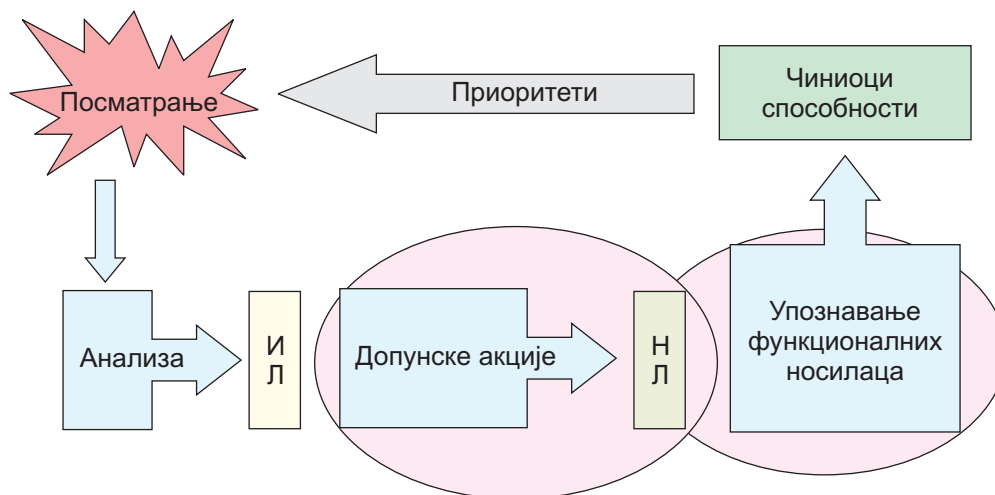 Посматрање
Приоритети
Чиниоци
способности
Анализа
И
Л
Допунске акције
Н
Л
Упознавање
функционалних
носилаца